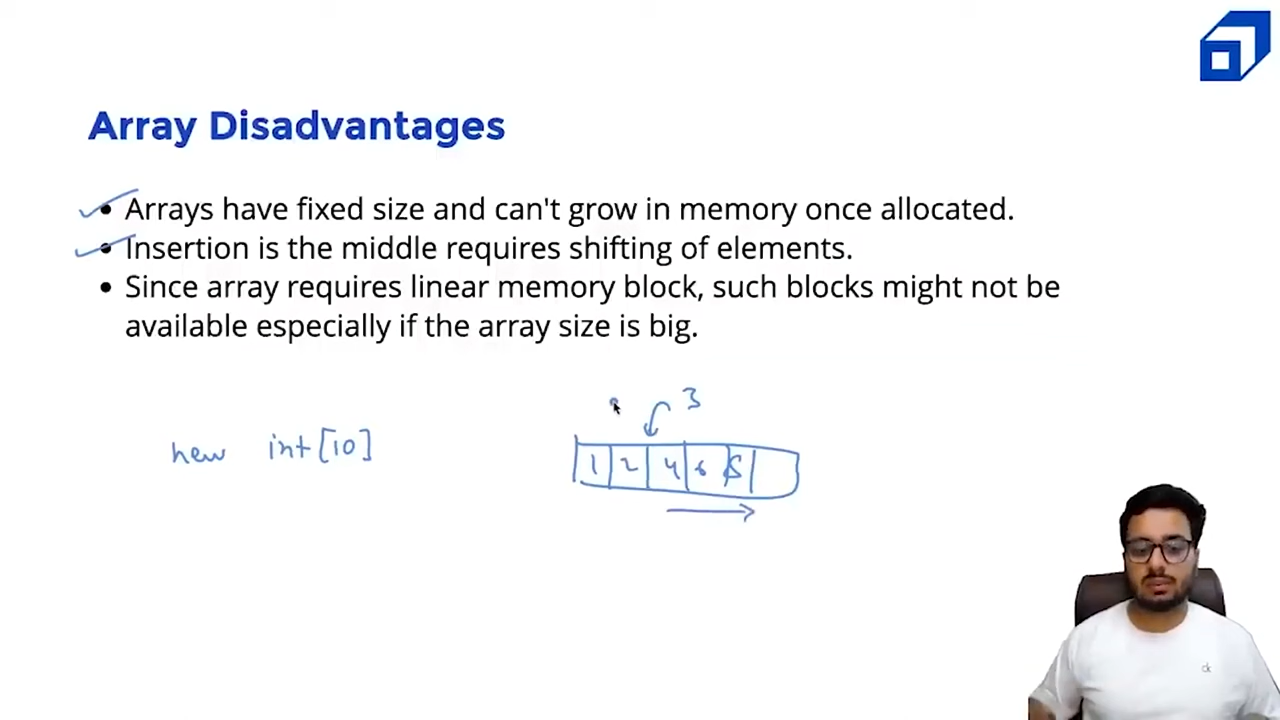 Array Disadvantages
• Arrays have fixed size and can't grow in memory once allocated.
• Insertion is the middle requires shifting of elements.
• Since array requires linear memory block, such blocks might not be
available especially if the array size is big.
3
new int[10]
1 2 4 6 5
ck